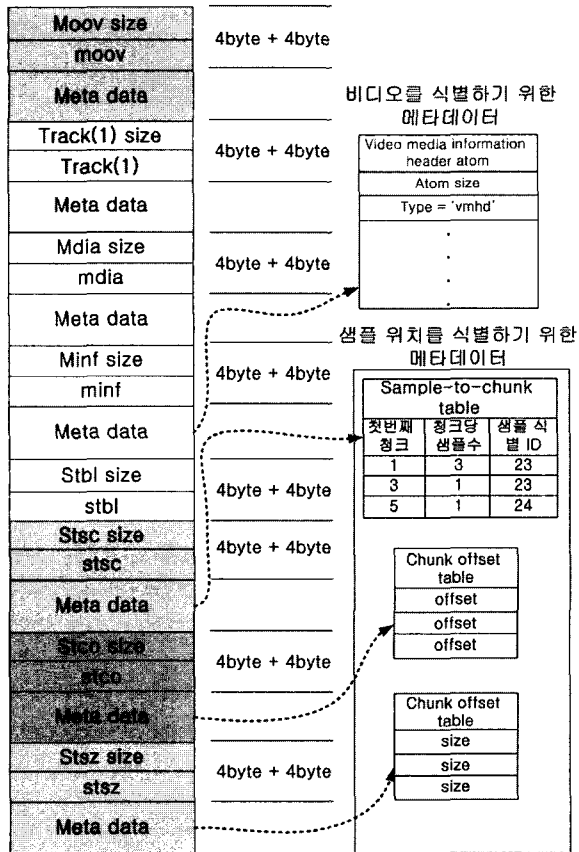 Moov size
moov
Meta data
Track(1) size
Track(1)
Meta data
Mdia size
mdia
Meta data
Minf size
minf
Meta data
Stbl size
stbl
Stsc size
stsc
Meta data
Stco size
stco
Meta data
Stsz size
stsz
Meta data
4byte + 4byte
4byte + 4byte
4byte + 4byte
4byte + 4byte
4byte + 4byte
4byte + 4byte
4byte + 4byte
4byte + 4byte
비디오를 식별하기 위한
메타데이터
Video media information
header atom
Atom size
Type = 'vmhd'
.
.
.
.
샘플 위치를 식별하기 위한
메타데이터
Sample-to-chunk
table
첫번째 청크당 샘플 식
청크 샘플수 별 ID
1 3 23
3 1 23
5 1 24
Chunk offset
table
offset
offset
offset
Chunk offset
table
size
size
size